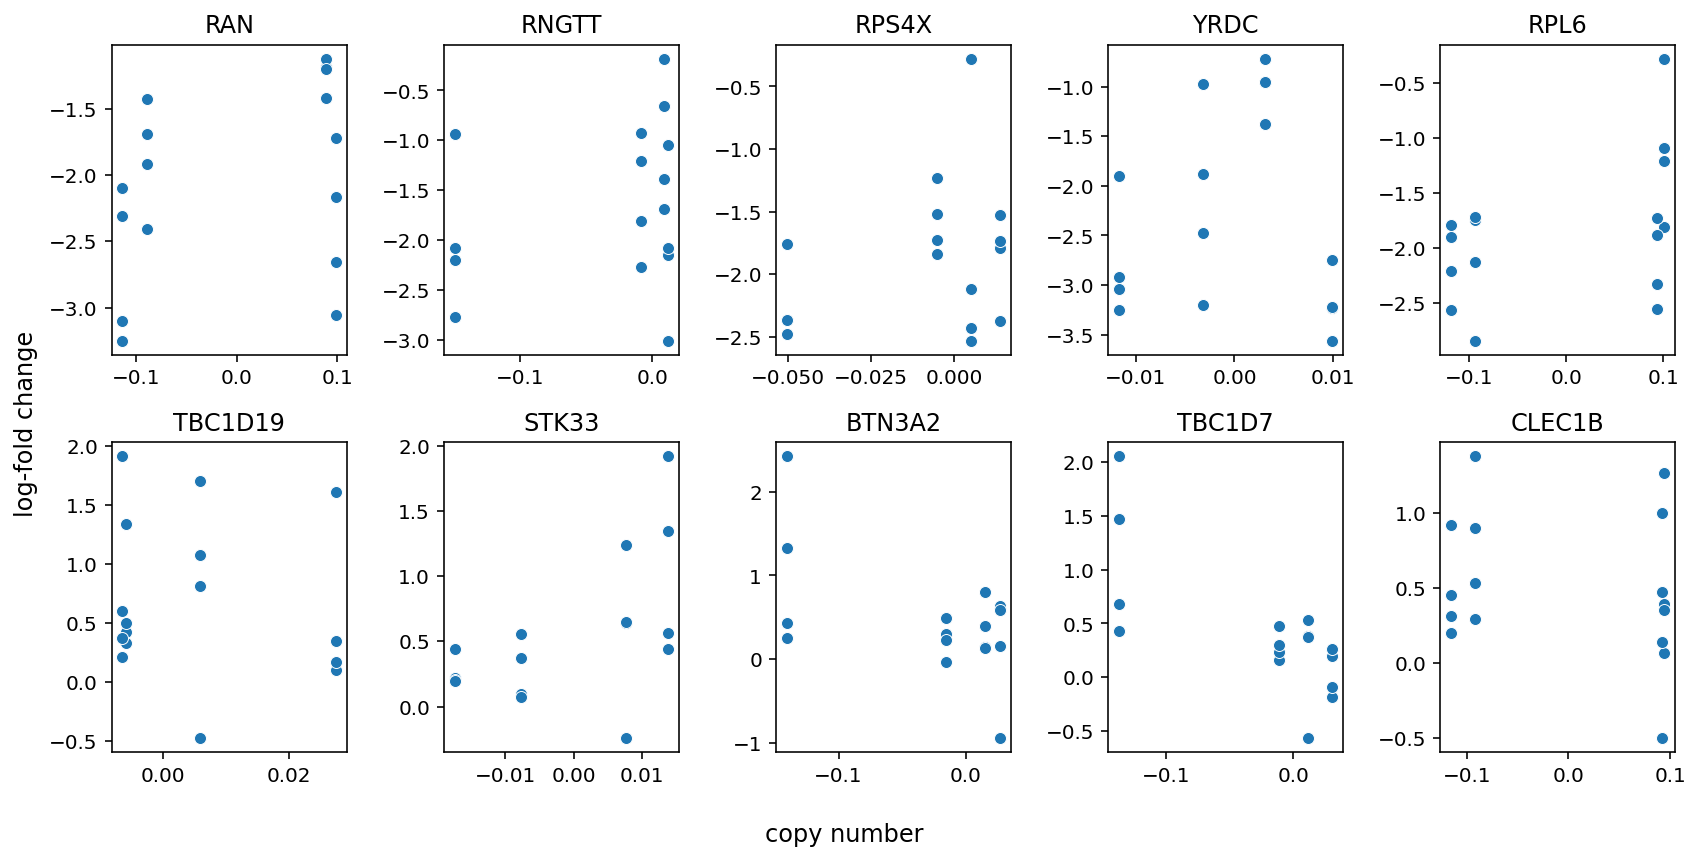 RAN RNGTT RPS4X YRDC RPL6
−1.5 −2.0 −2.5 −3.0
−0.5 −1.0 −1.5 −2.0 −2.5 −3.0
−0.5 −1.0 −1.5 −2.0 −2.5
−1.0 −1.5 −2.0 −2.5 −3.0 −3.5
−0.5 −1.0 −1.5 −2.0 −2.5
−0.1 0.0 0.1 −0.1 0.0 −0.050 −0.025 0.000 −0.01 0.00 0.01 −0.1 0.0 0.1
log-fold change
TBC1D19 STK33 BTN3A2 TBC1D7 CLEC1B
2.0 1.5 1.0 0.5 0.0 −0.5
2.0 1.5 1.0 0.5 0.0
2 1 0 −1
2.0 1.5 1.0 0.5 0.0 −0.5
1.0 0.5 0.0 −0.5
0.00 0.02 −0.01 0.00 0.01 −0.1 0.0 −0.1 0.0 −0.1 0.0 0.1
copy number